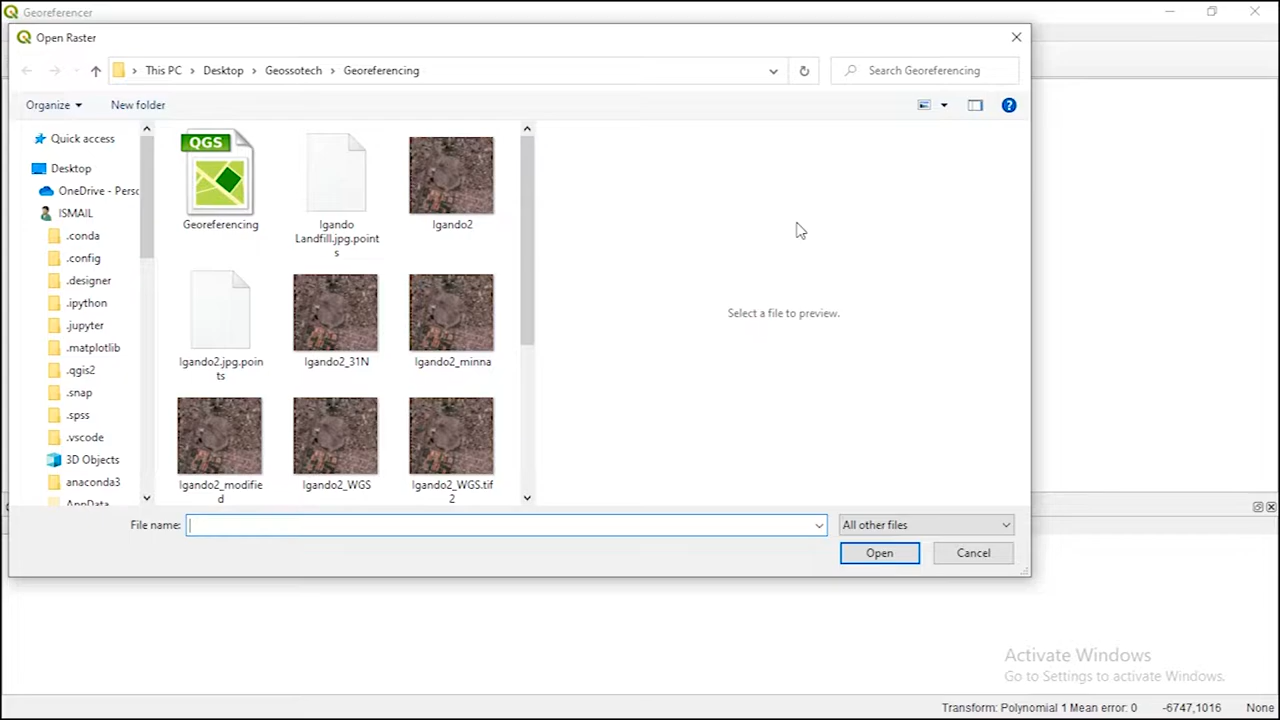 Georeferencer
Open Raster
This PC > Desktop > Geossotech > Georeferencing
Search Georeferencing
Organize
New folder
Quick access
Desktop
OneDrive - Perso
ISMAIL
.conda
.config
.designer
.ipython
.jupyter
.matplotlib
.qgis2
.snap
.spss
.vscode
3D Objects
anaconda3
AppData
QGS
Georeferencing
Igando
Landfill.jpg.point
s
Igando2
Igando2.jpg.poin
ts
Igando2_31N
Igando2_minna
Igando2_modifie
d
Igando2_WGS
Igando2_WGS.tif
2
Select a file to preview.
File name:
All other files
Open
Cancel
Activate Windows
Go to Settings to activate Windows.
Transform: Polynomial 1 Mean error: 0
-6747,1016
None